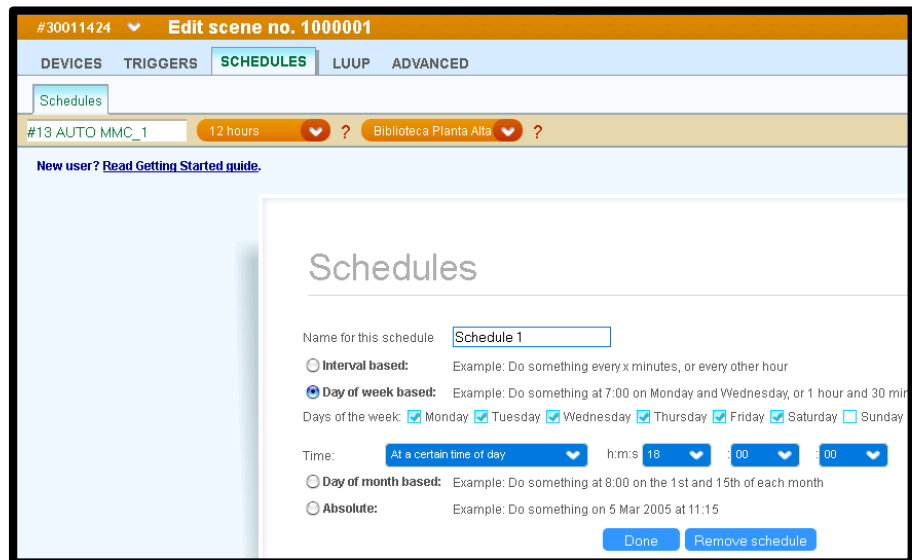 #30011424 Edit scene no. 1000001
DEVICES TRIGGERS SCHEDULES LUUP ADVANCED
Schedules
#13 AUTO MMC_1 12 hours ? Biblioteca Planta Alta ?
New user? Read Getting Started guide.
Schedules
Name for this schedule Schedule 1
Interval based: Example: Do something every x minutes, or every other hour
Day of week based: Example: Do something at 7:00 on Monday and Wednesday, or 1 hour and 30 min
Days of the week: Monday Tuesday Wednesday Thursday Friday Saturday Sunday
Time: At a certain time of day h:m:s 18 :00 :00
Day of month based: Example: Do something at 8:00 on the 1st and 15th of each month
Absolute: Example: Do something on 5 Mar 2005 at 11:15
Done Remove schedule